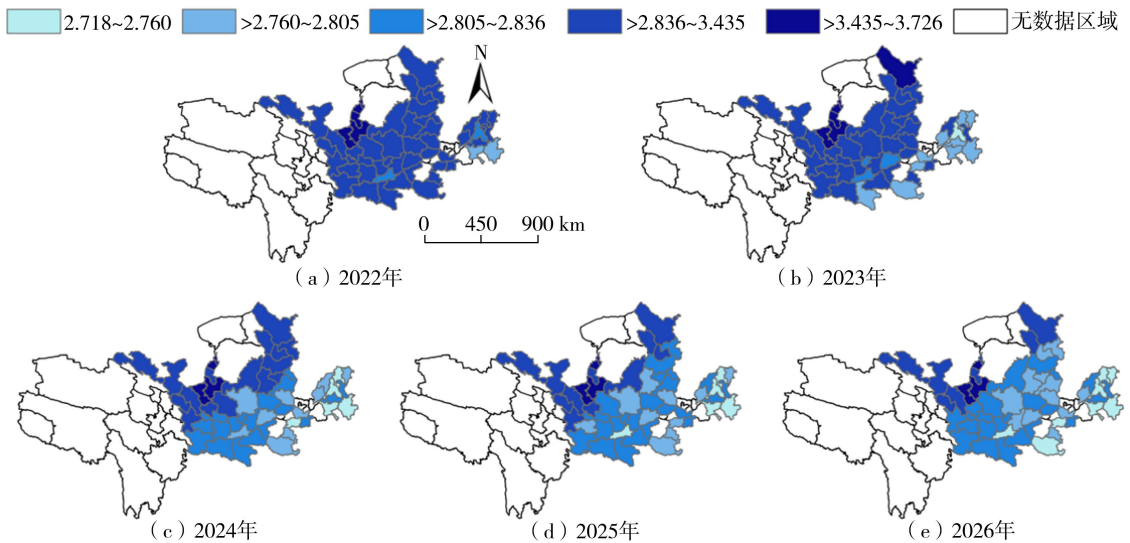 2.718~2.760 >2.760~2.805 >2.805~2.836 >2.836~3.435 >3.435~3.726 无数据区域
N
0 450 900 km
（a）2022年 （b）2023年
（c）2024年 （d）2025年 （e）2026年